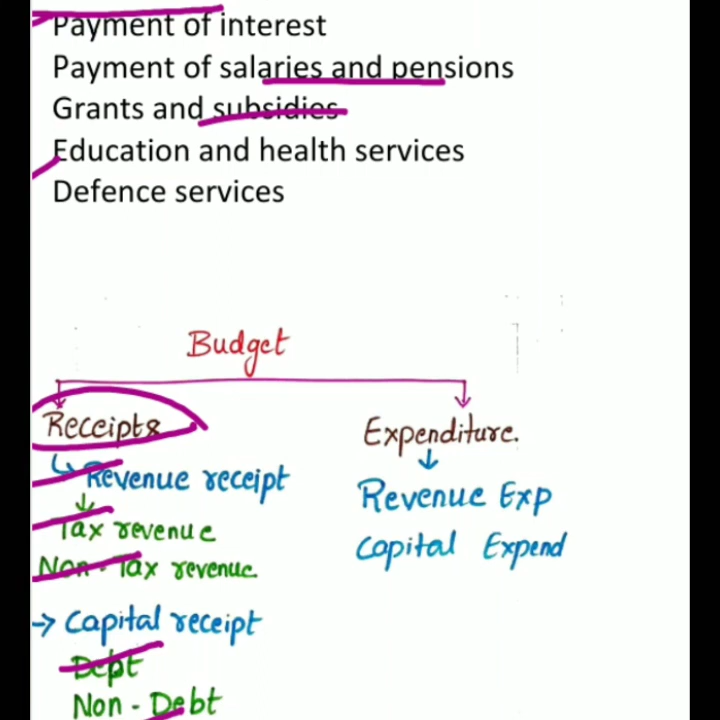 Payment of interest
Payment of salaries and pensions
Grants and subsidies
Education and health services
Defence services
Budget
Receipts
Revenue receipt
Tax revenue
Non-Tax revenue
→ Capital receipt
Dept
Non-Debt
Expenditure.
Revenue Exp
Capital Expend